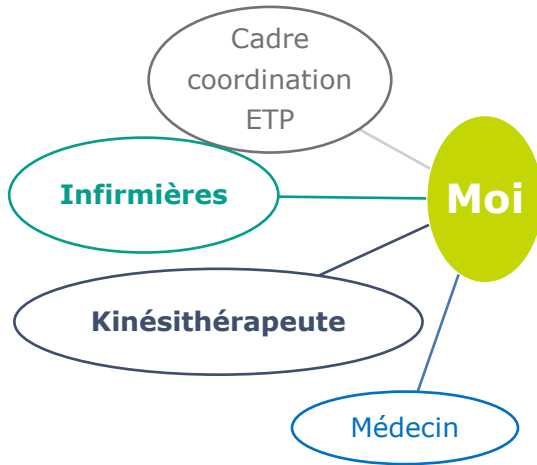 Cadre
coordination
ETP
Moi
Infirmières
Kinésithérapeute
Médecin